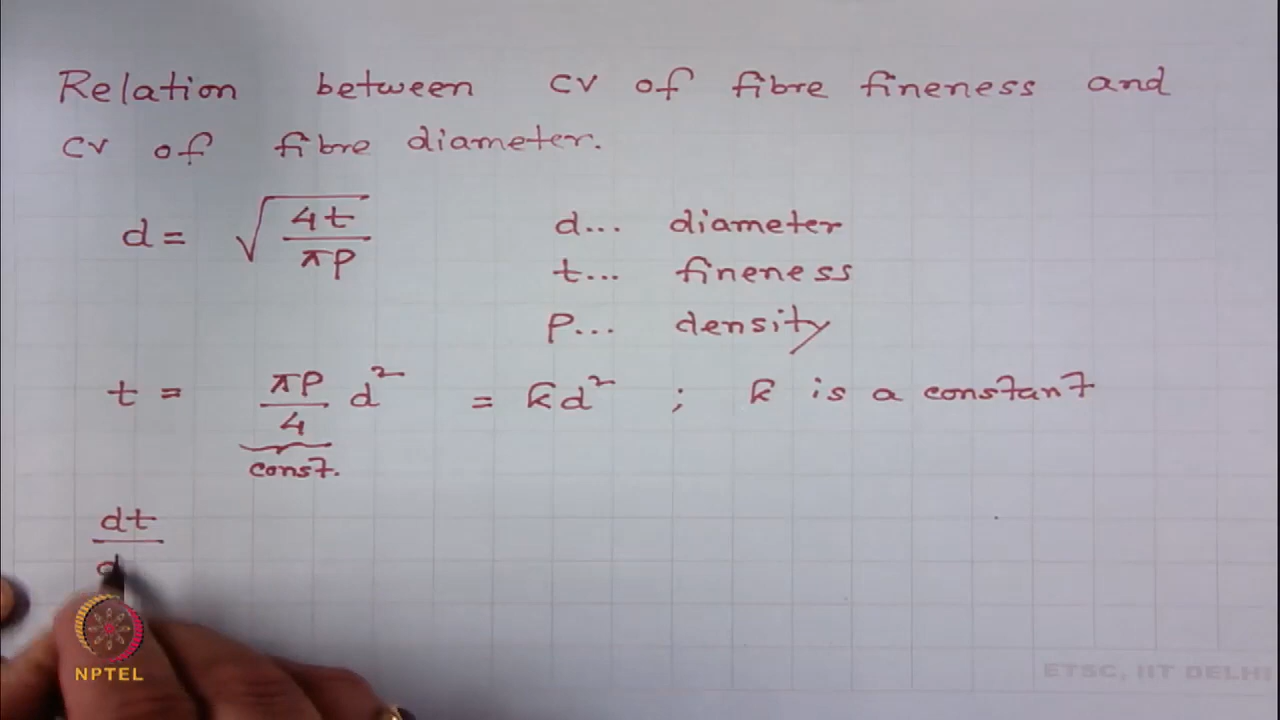 Relation between CV of fibre fineness and
CV of fibre diameter.
d = √(4t/πρ) d... diameter
t... fineness
ρ... density
t = πρ/4 d² = kd² ; k is a constant
const.
dt
d
NPTEL
ETSC, IIT DELHI